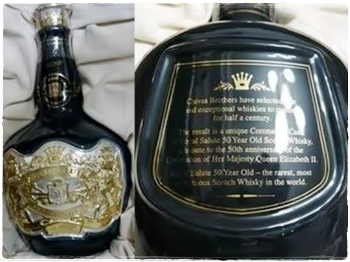 Chivas Brothers have selected
and exceptional whiskies to
for half a century.
The result is a unique
Salute 50 Year Old Scotch Whisky,
tribute to the 50th anniversary of the
of Her Majesty Queen Elizabeth II.
Salute 50 Year Old – the rarest, most
Scotch Whisky in the world.